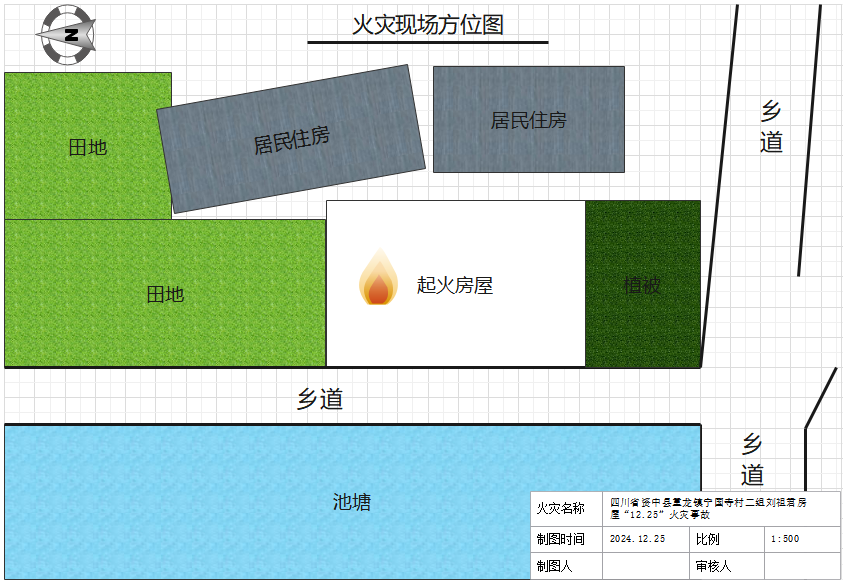 火灾现场方位图
N
居民住房
居民住房
乡
道
田地
田地
起火房屋
植被
乡道
乡
道
池塘
火灾名称
四川省资中县重龙镇宁国寺村二组刘祖君房
屋“12.25”火灾事故
制图时间
2024.12.25
比例
1:500
制图人
审核人